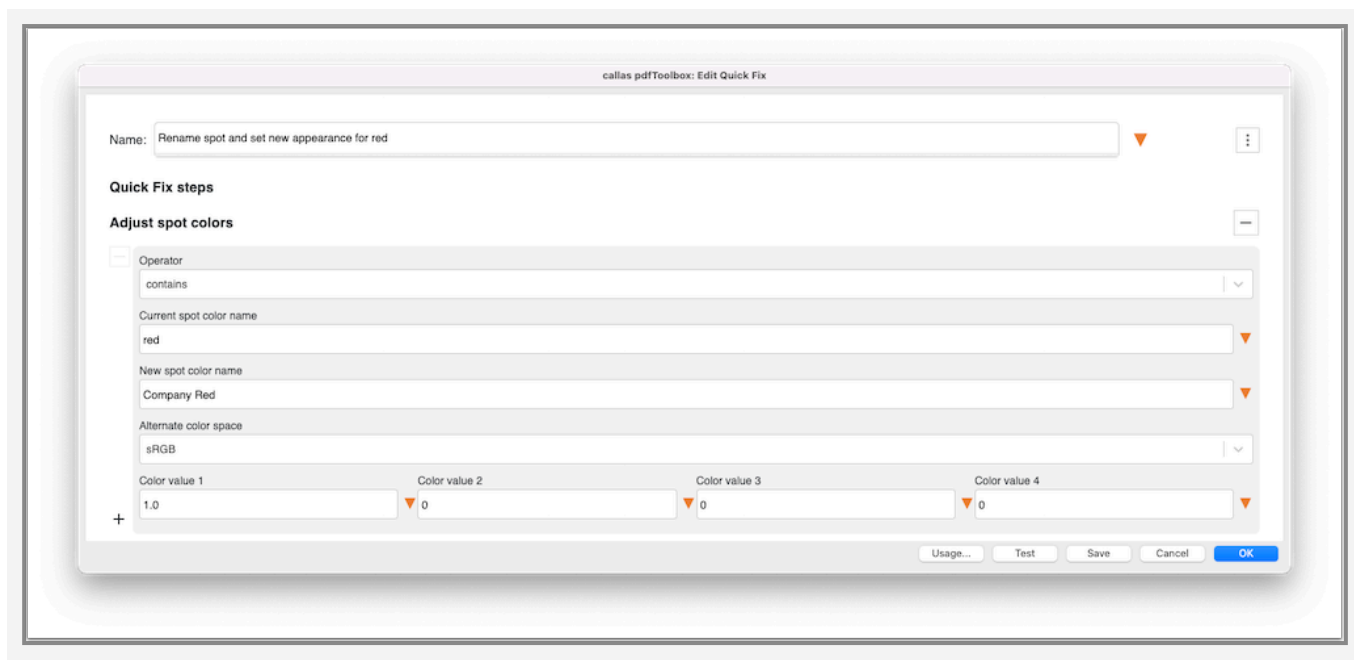 callas pdfToolbox: Edit Quick Fix
Name: Rename spot and set new appearance for red
Quick Fix steps
Adjust spot colors
Operator
contains
Current spot color name
red
New spot color name
Company Red
Alternate color space
sRGB
Color value 1 Color value 2 Color value 3 Color value 4
1.0 0 0 0
Usage... Test Save Cancel OK